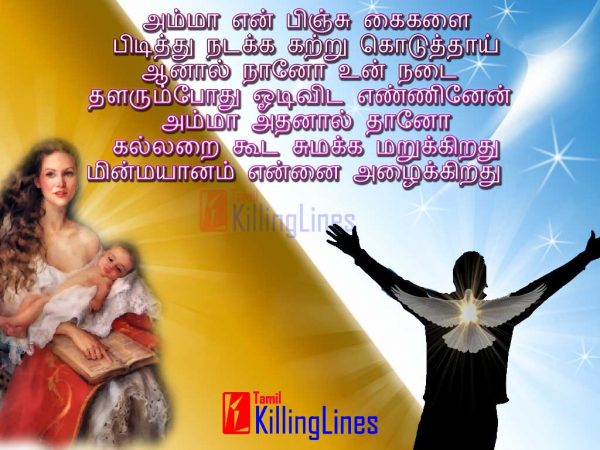 அம்மா என் பிஞ்சு கைகளை
பிடித்து நடக்க கற்று கொடுத்தாய்
ஆனால் நானோ உன் நடை
தளரும்போது ஓடிவிட எண்ணினேன்
அம்மா அதனால் தானோ
கல்லறை கூட சுமக்க மறுக்கிறது
மின்மயானம் என்னை அழைக்கிறது
Tamil
KillingLines
Tamil
KillingLines